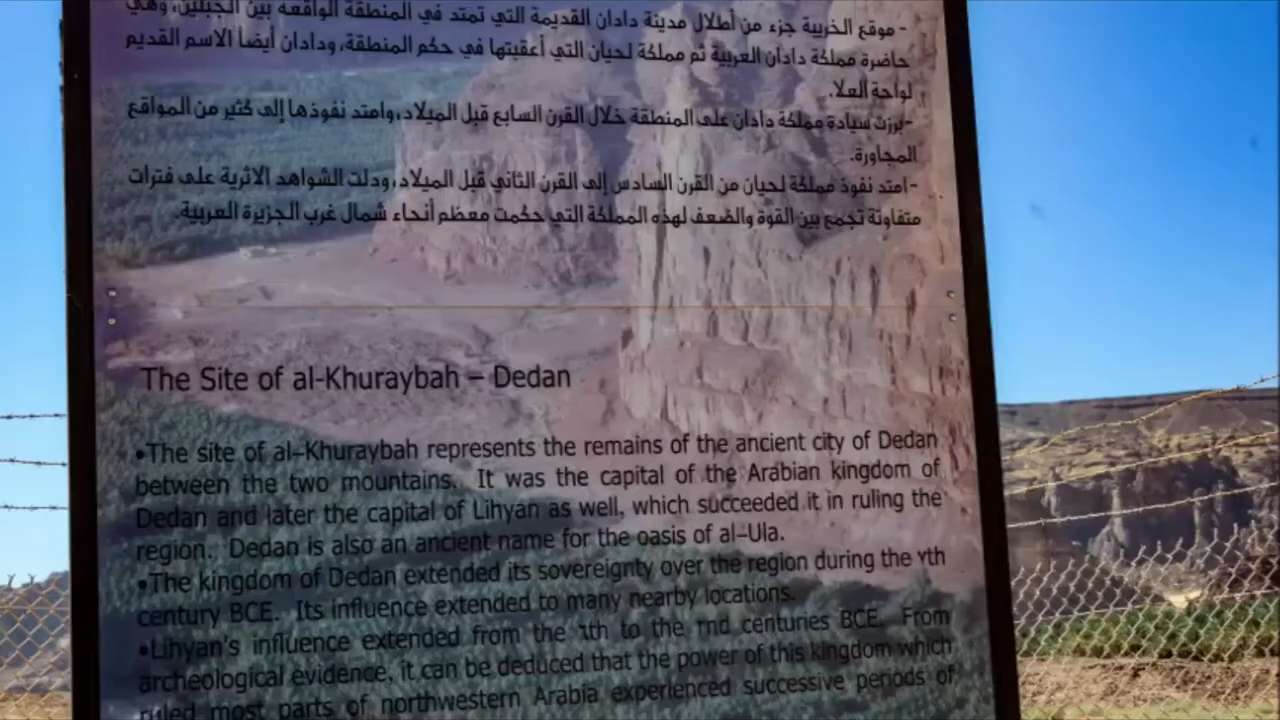 - موقع الخريبة جزء من أطلال مدينة دادان القديمة التي تمتد في المنطقة الواقعة بين الجبلين، وهي
حاضرة مملكة دادان العربية ثم مملكة لحيان التي أعقبتها في حكم المنطقة، ودادان أيضا الاسم القديم
لواحة العلا.
-برزت سيادة مملكة دادان على المنطقة خلال القرن السابع قبل الميلاد، وامتد نفوذها إلى كثير من المواقع
المجاورة.
-امتد نفوذ مملكة لحيان من القرن السادس إلى القرن الثاني قبل الميلاد، ودلت الشواهد الاثرية على فترات
متفاوتة تجمع بين القوة والضعف لهذه المملكة التي حكمت معظم أنحاء شمال غرب الجزيرة العربية.
The Site of al-Khuraybah – Dedan
•The site of al-Khuraybah represents the remains of the ancient city of Dedan
between the two mountains. It was the capital of the Arabian kingdom of
Dedan and later the capital of Lihyan as well, which succeeded it in ruling the
region. Dedan is also an ancient name for the oasis of al-Ula.
•The kingdom of Dedan extended its sovereignty over the region during the ٧th
century BCE. Its influence extended to many nearby locations.
•Lihyan's influence extended from the ٦th to the ٢nd centuries BCE. From
archeological evidence, it can be deduced that the power of this kingdom which
ruled most parts of northwestern Arabia experienced successive periods of